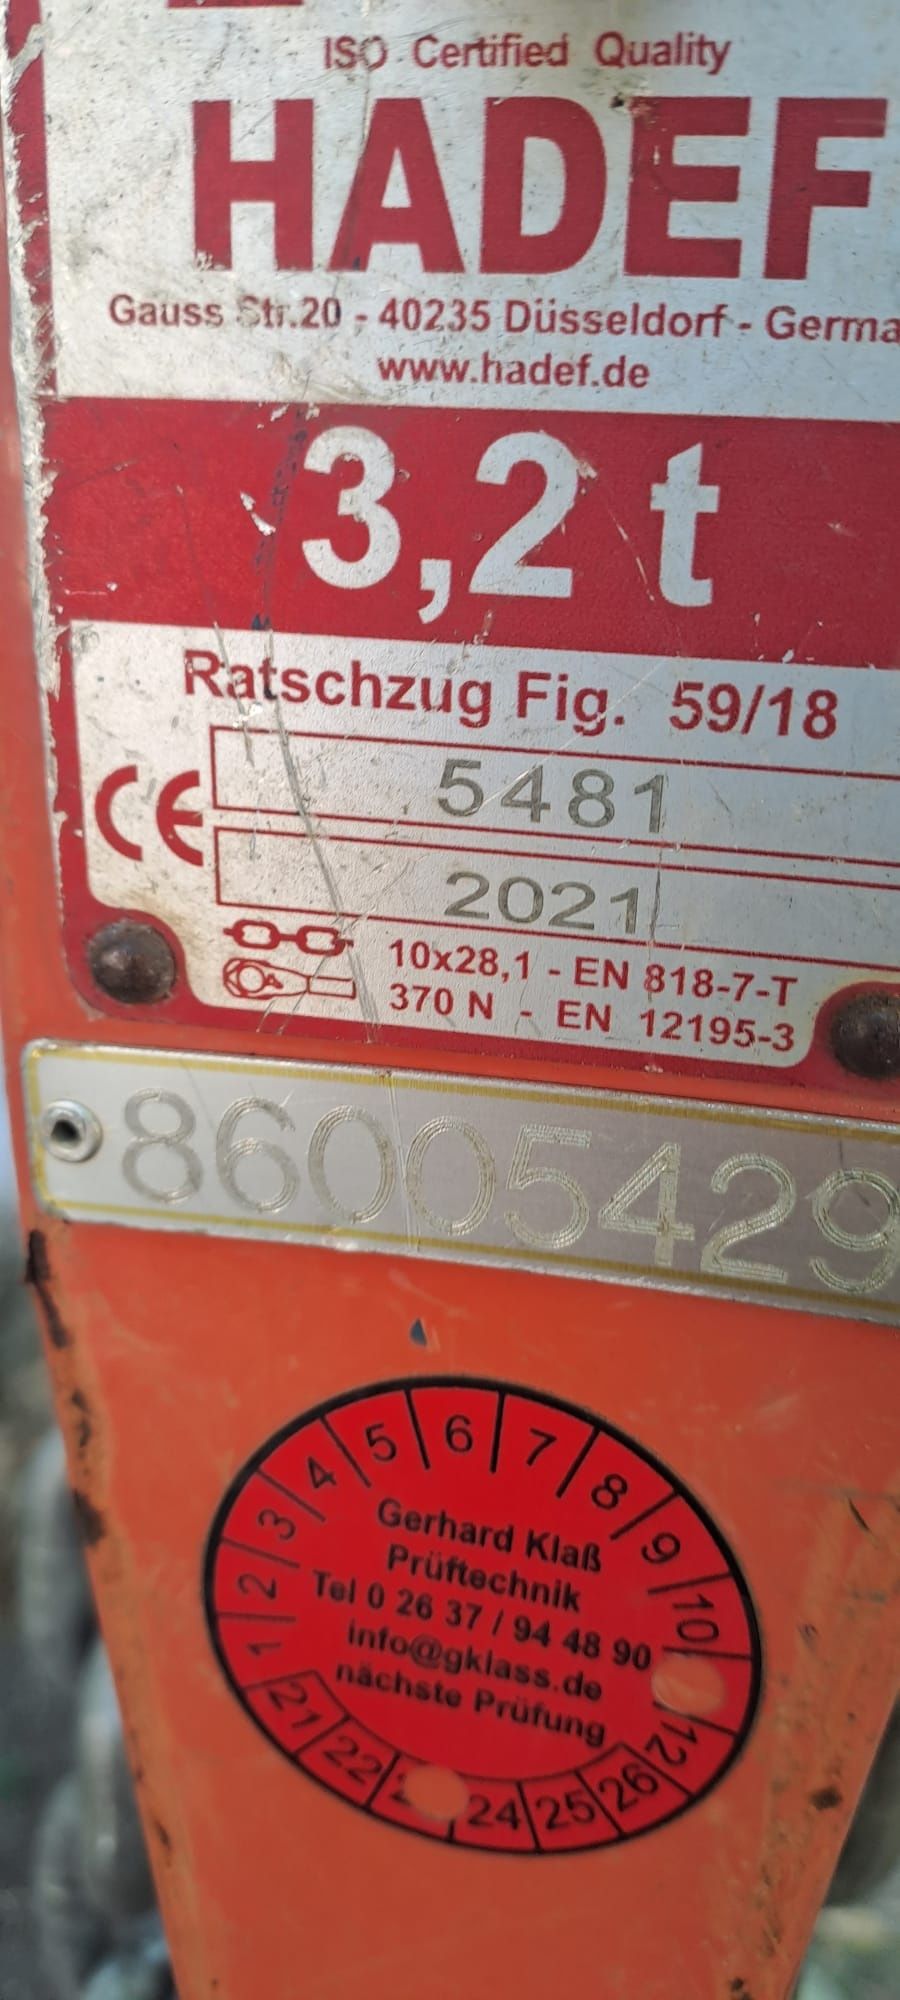 ISO Certified Quality
HADEF
Gauss Str.20 - 40235 Düsseldorf - Germa
www.hadef.de
3,2 t
Ratschzug Fig. 59/18
CE
5481
2021
10x28,1 - EN 818-7-T
370 N - EN 12195-3
86005429
1 2 3 4 5 6 7 8 9 10 12
Gerhard Klaß
Prüftechnik
Tel 0 26 37 / 94 48 90
info@gklass.de
nächste Prüfung
21 22 24 25 26